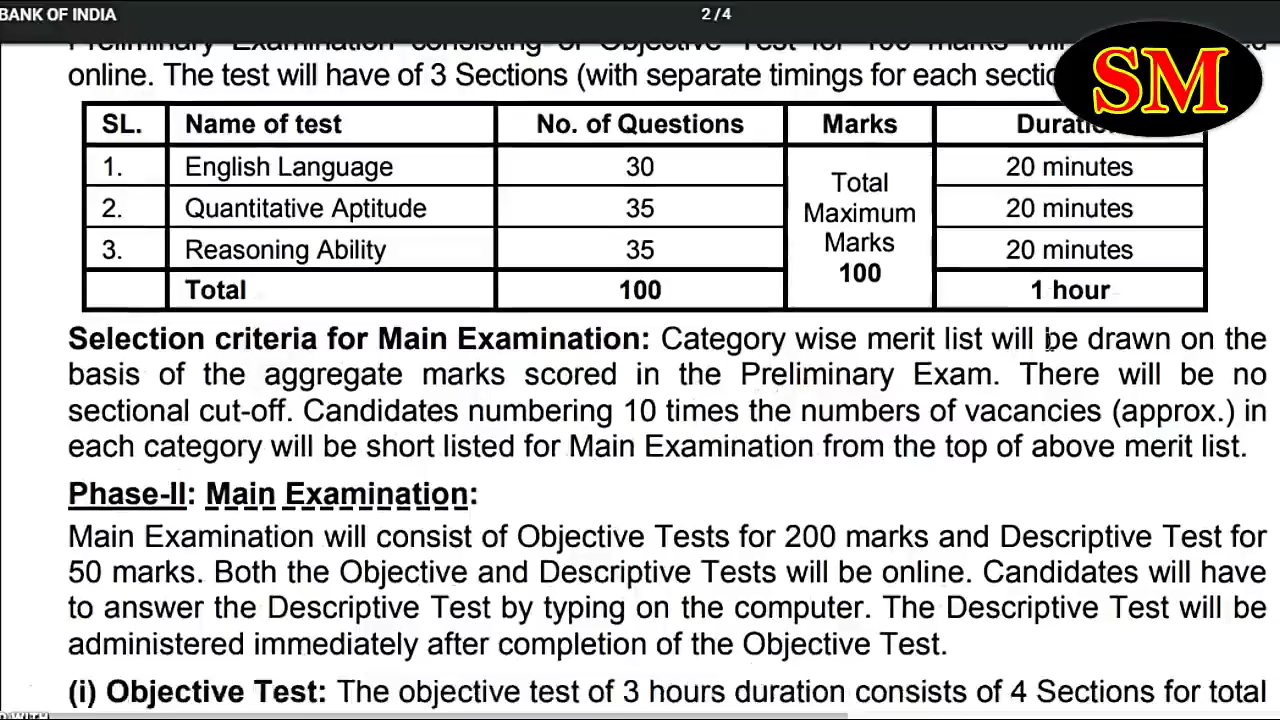 BANK OF INDIA
2 / 4
SM
Preliminary Examination consisting of Objective Test for 100 marks
online. The test will have of 3 Sections (with separate timings for each
SL. Name of test No. of Questions Marks
1. English Language 30 20 minutes
2. Quantitative Aptitude 35 20 minutes
3. Reasoning Ability 35 20 minutes
Total Maximum Marks 100
Total 100 1 hour
Selection criteria for Main Examination: Category wise merit list will be drawn on the
basis of the aggregate marks scored in the Preliminary Exam. There will be no
sectional cut-off. Candidates numbering 10 times the numbers of vacancies (approx.) in
each category will be short listed for Main Examination from the top of above merit list.
Phase-II: Main Examination:
Main Examination will consist of Objective Tests for 200 marks and Descriptive Test for
50 marks. Both the Objective and Descriptive Tests will be online. Candidates will have
to answer the Descriptive Test by typing on the computer. The Descriptive Test will be
administered immediately after completion of the Objective Test.
(i) Objective Test: The objective test of 3 hours duration consists of 4 Sections for total